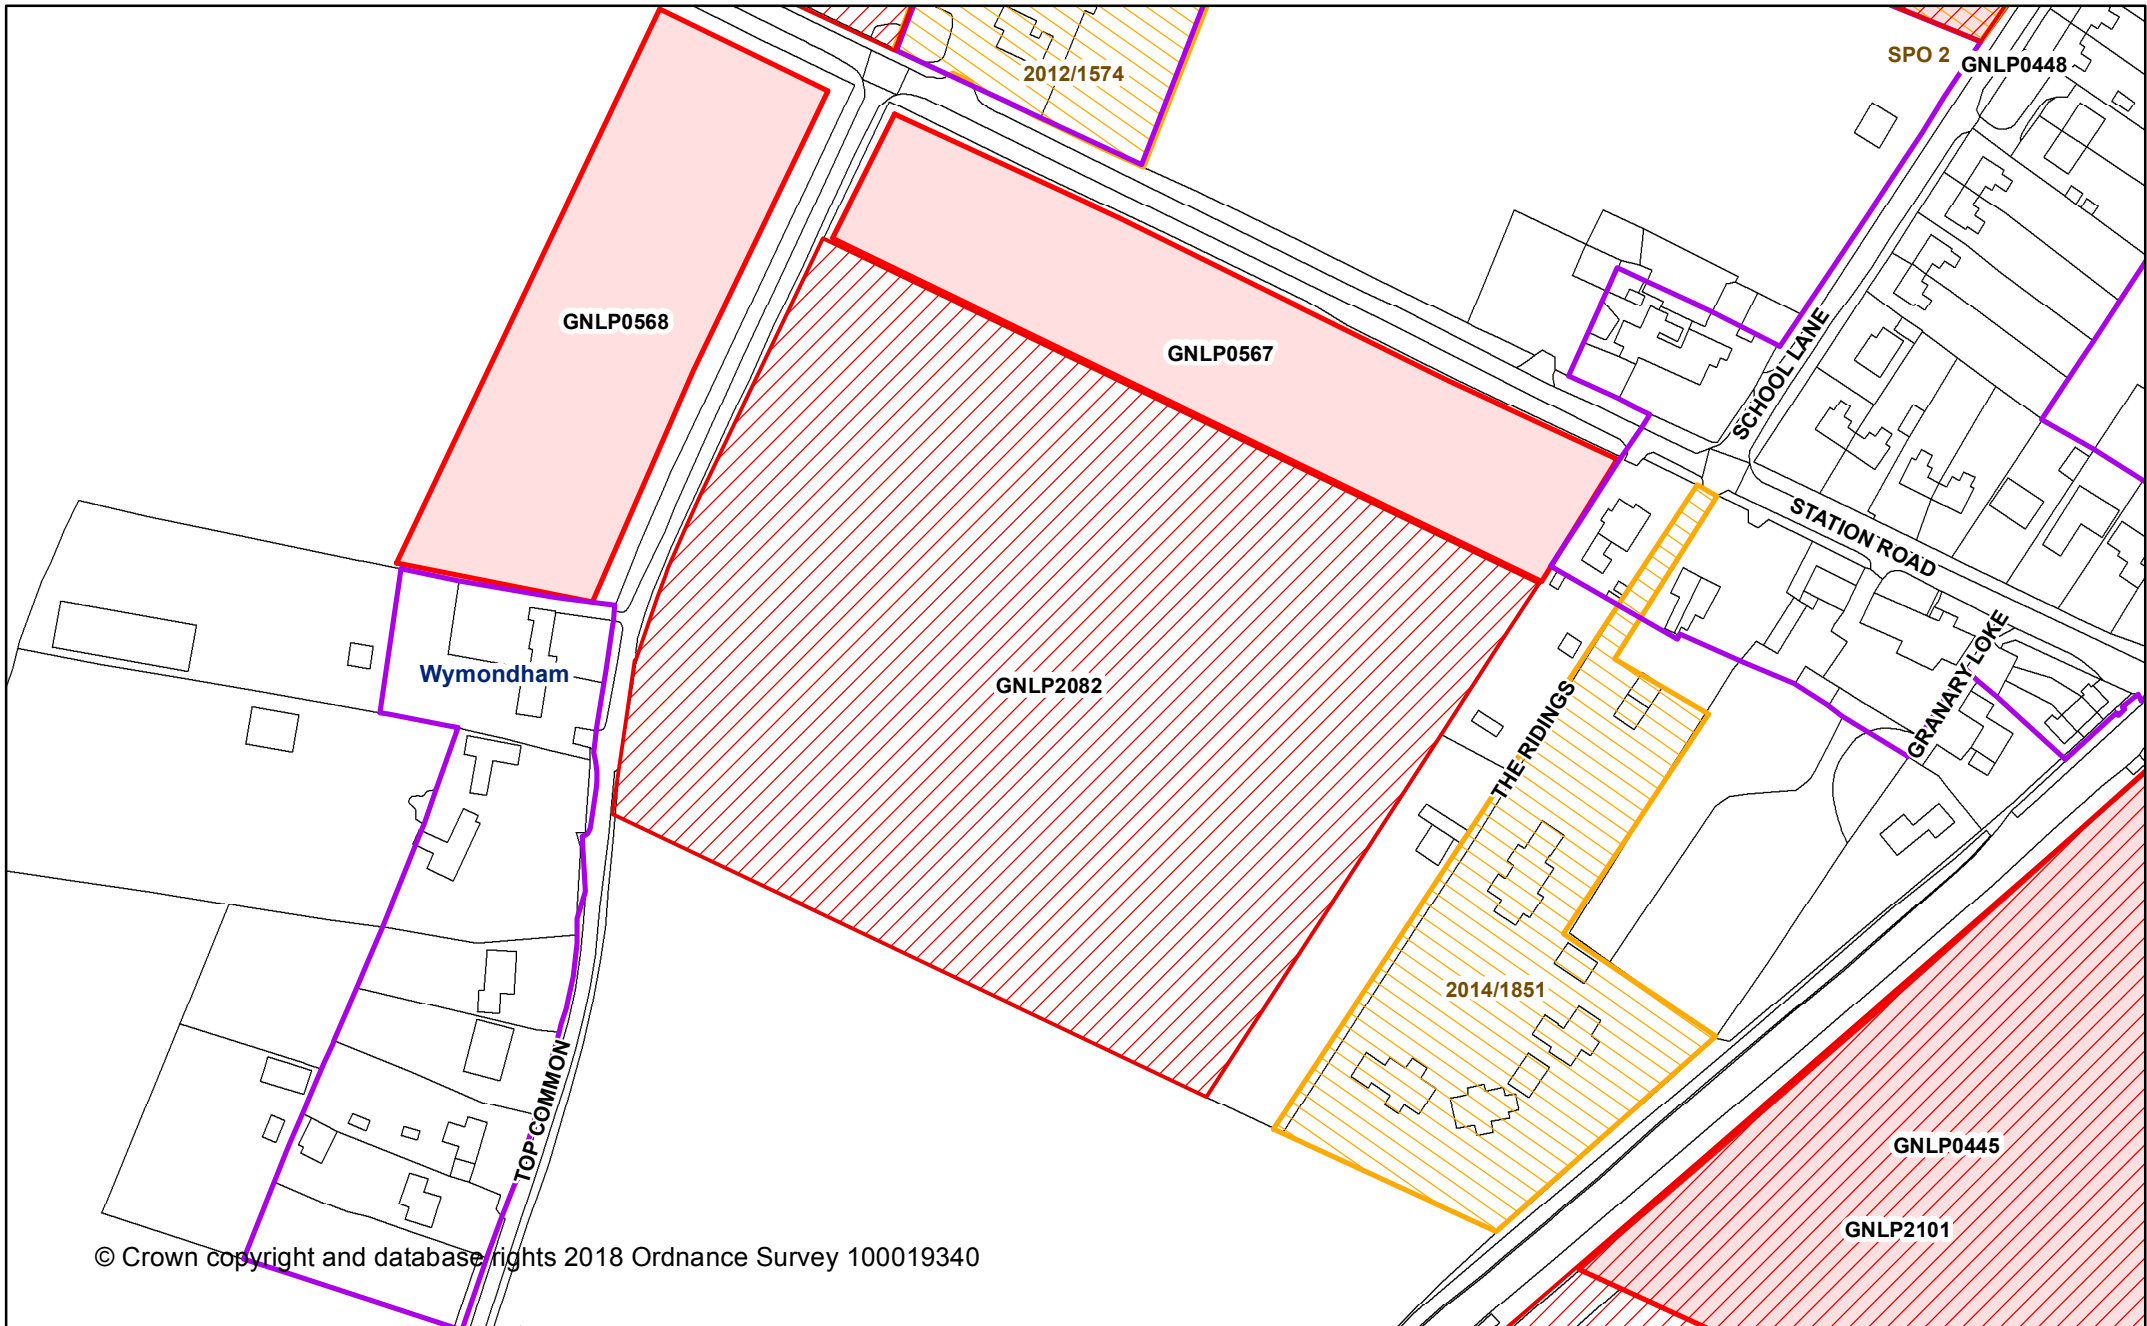 SPO 2
GNLP0448
2012/1574
GNLP0568
GNLP0567
SCHOOL LANE
STATION ROAD
Wymondham
GNLP2082
GRANARY LOKE
THE RIDINGS
2014/1851
TOP COMMON
GNLP0445
GNLP2101
© Crown copyright and database rights 2018 Ordnance Survey 100019340